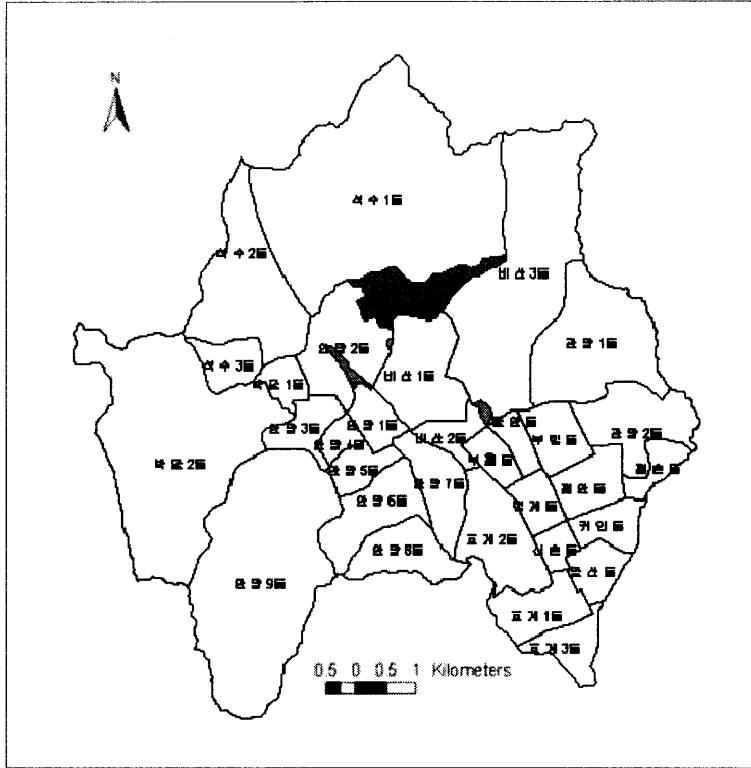 N
석수1동
석수2동
비산3동
관양1동
안양2동
석수3동
비산1동
박달1동
안양3동
안양1동
달안동
비산2동
부림동
관양2동
안양4동
부흥동
박달2동
안양5동
평촌동
안양7동
평안동
범계동
안양6동
귀인동
호계2동
신촌동
안양8동
갈산동
안양9동
호계1동
호계3동
0.5 0 0.5 1 Kilometers